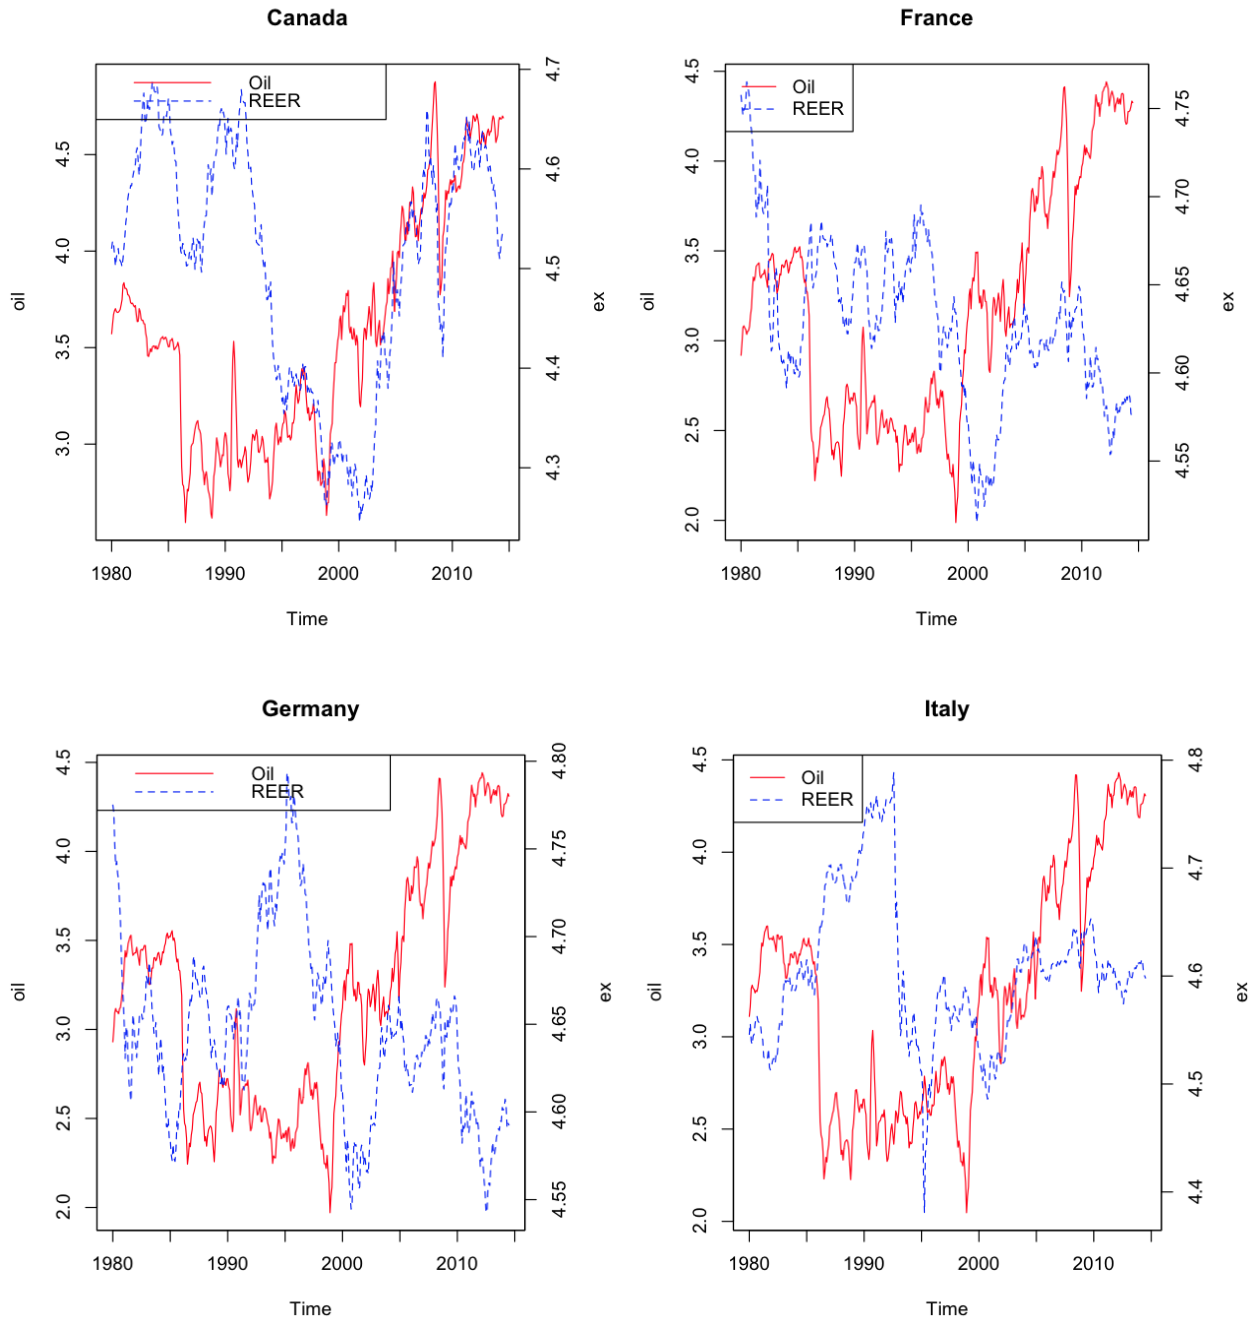 Canada
Oil
REER
oil
3.0 3.5 4.0 4.5
4.3 4.4 4.5 4.6 4.7
ex
1980 1990 2000 2010
Time
France
Oil
REER
oil
2.0 2.5 3.0 3.5 4.0 4.5
4.55 4.60 4.65 4.70 4.75
ex
1980 1990 2000 2010
Time
Germany
Oil
REER
oil
2.0 2.5 3.0 3.5 4.0 4.5
4.55 4.60 4.65 4.70 4.75 4.80
ex
1980 1990 2000 2010
Time
Italy
Oil
REER
oil
2.0 2.5 3.0 3.5 4.0 4.5
4.4 4.5 4.6 4.7 4.8
ex
1980 1990 2000 2010
Time